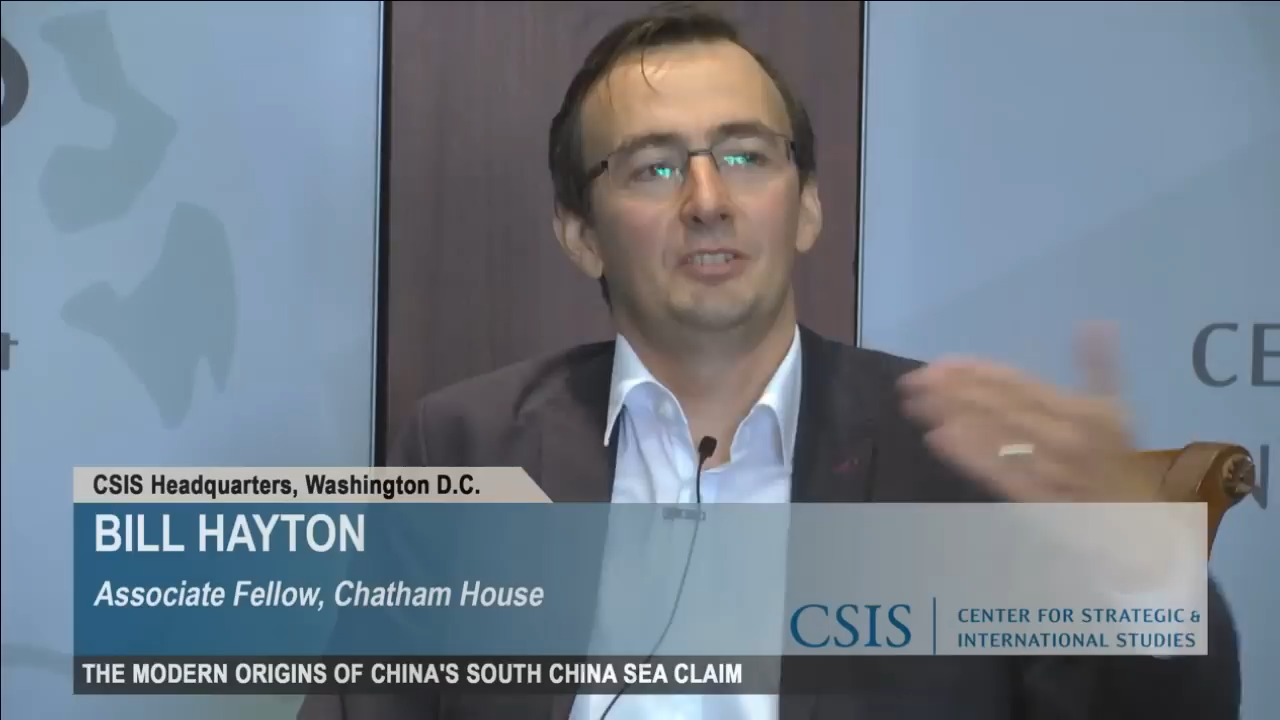 CE
CSIS Headquarters, Washington D.C.
BILL HAYTON
Associate Fellow, Chatham House
CSIS
CENTER FOR STRATEGIC &
INTERNATIONAL STUDIES
THE MODERN ORIGINS OF CHINA'S SOUTH CHINA SEA CLAIM